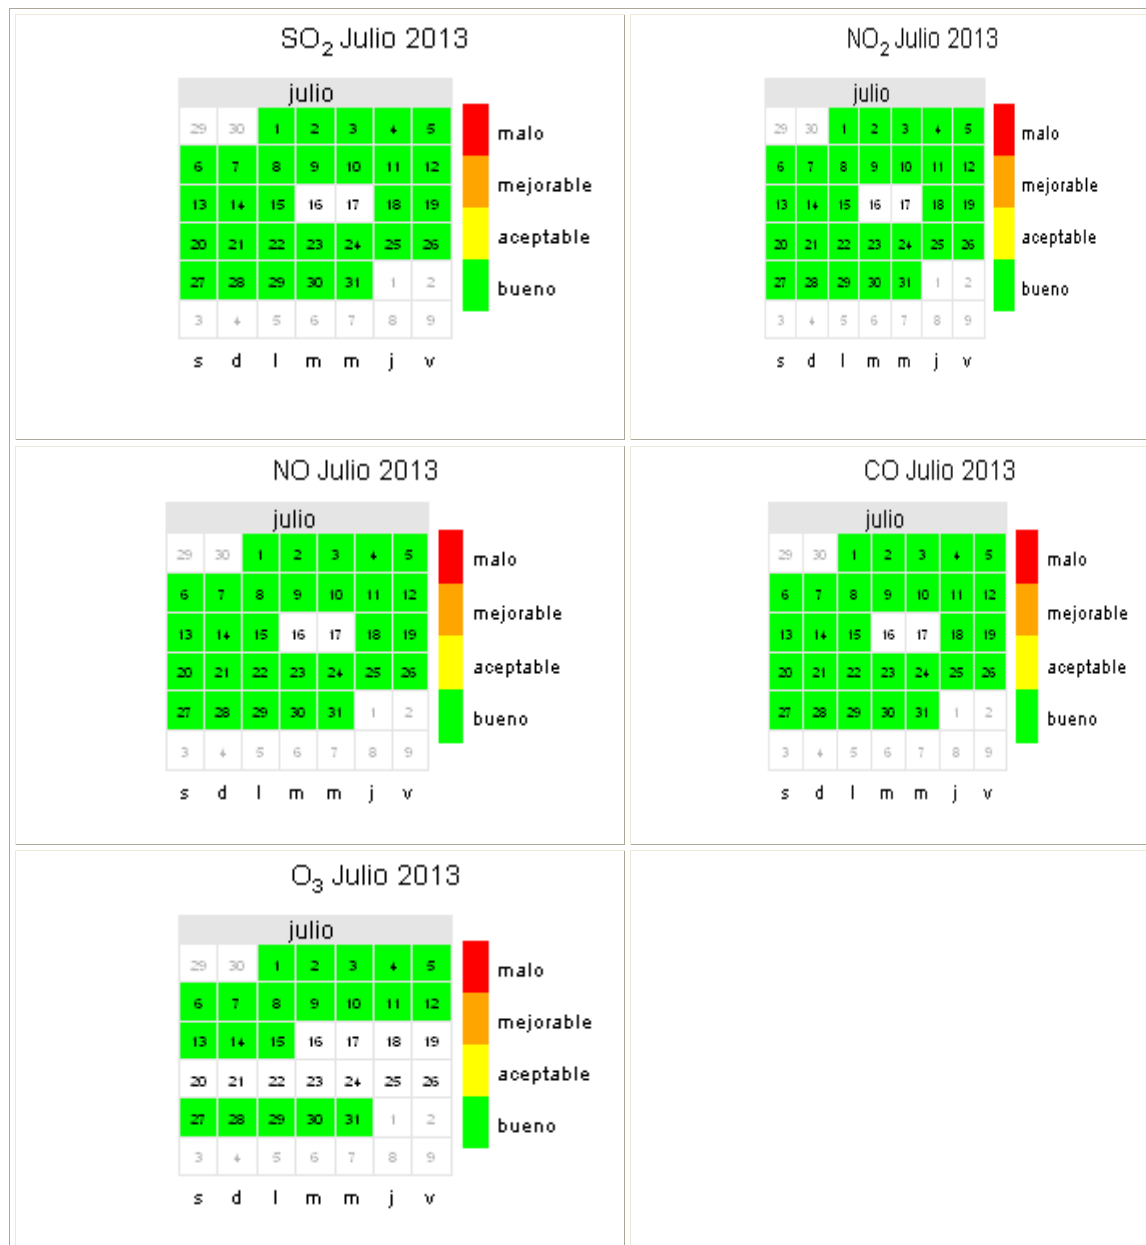 SO2 Julio 2013
julio
29 30 1 2 3 4 5
6 7 8 9 10 11 12
13 14 15 16 17 18 19
20 21 22 23 24 25 26
27 28 29 30 31 1 2
3 4 5 6 7 8 9
s d l m m j v
malo
mejorable
aceptable
bueno
NO2 Julio 2013
julio
29 30 1 2 3 4 5
6 7 8 9 10 11 12
13 14 15 16 17 18 19
20 21 22 23 24 25 26
27 28 29 30 31 1 2
3 4 5 6 7 8 9
s d l m m j v
malo
mejorable
aceptable
bueno
NO Julio 2013
julio
29 30 1 2 3 4 5
6 7 8 9 10 11 12
13 14 15 16 17 18 19
20 21 22 23 24 25 26
27 28 29 30 31 1 2
3 4 5 6 7 8 9
s d l m m j v
malo
mejorable
aceptable
bueno
CO Julio 2013
julio
29 30 1 2 3 4 5
6 7 8 9 10 11 12
13 14 15 16 17 18 19
20 21 22 23 24 25 26
27 28 29 30 31 1 2
3 4 5 6 7 8 9
s d l m m j v
malo
mejorable
aceptable
bueno
O3 Julio 2013
julio
29 30 1 2 3 4 5
6 7 8 9 10 11 12
13 14 15 16 17 18 19
20 21 22 23 24 25 26
27 28 29 30 31 1 2
3 4 5 6 7 8 9
s d l m m j v
malo
mejorable
aceptable
bueno